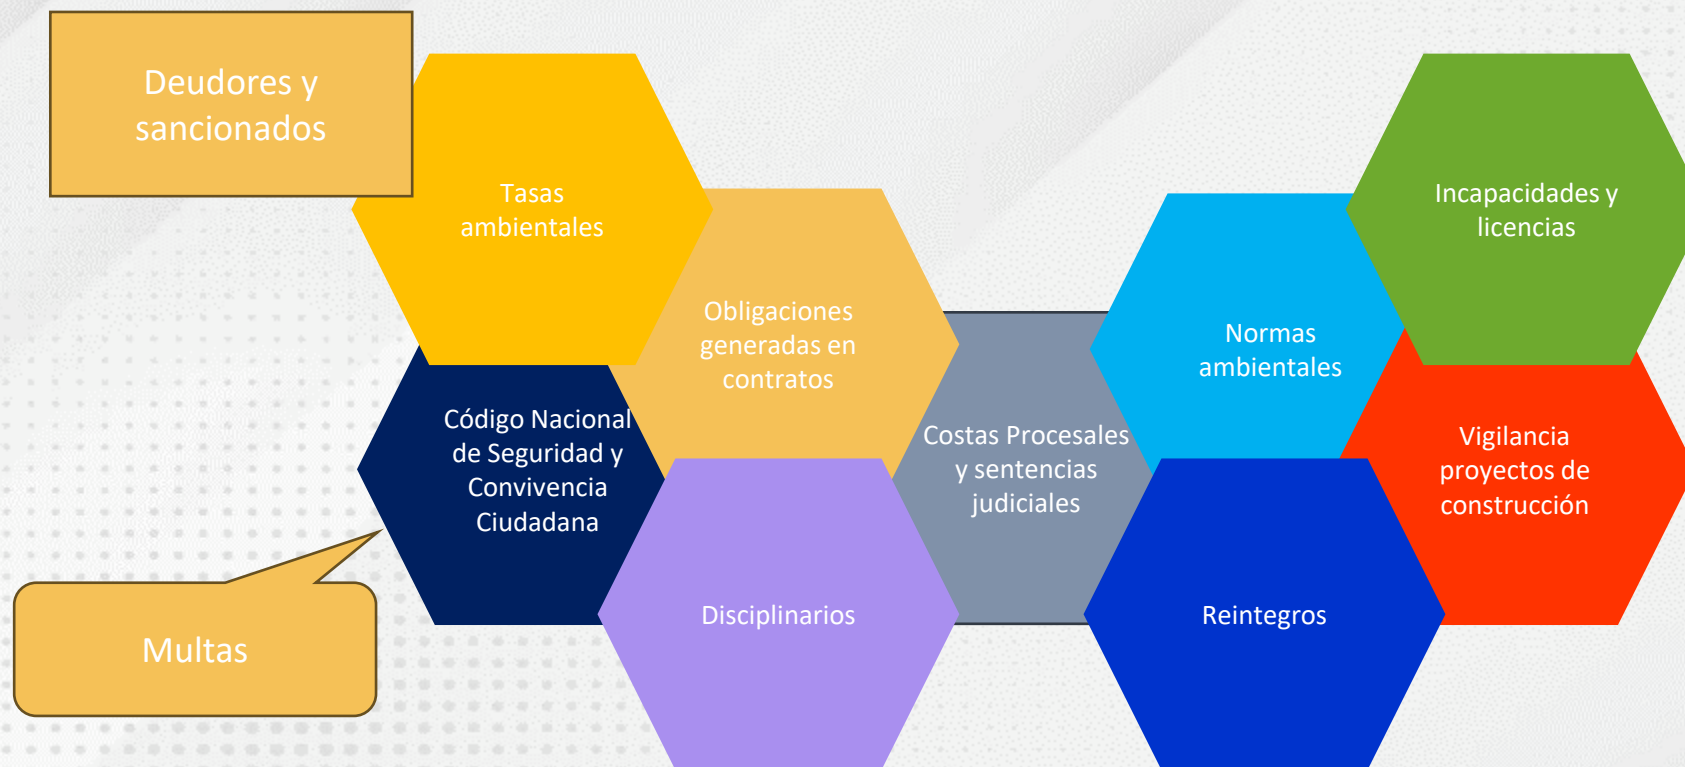 Deudores y
sancionados
Tasas
ambientales
Obligaciones
generadas en
contratos
Código Nacional
de Seguridad y
Convivencia
Ciudadana
Multas
Disciplinarios
Costas Procesales
y sentencias
judiciales
Normas
ambientales
Incapacidades y
licencias
Vigilancia
proyectos de
construcción
Reintegros